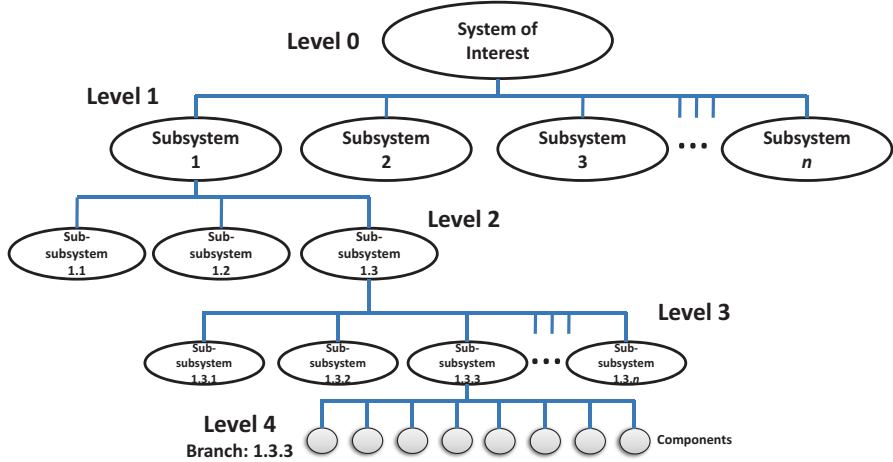 Level 0
System of
Interest
Level 1
Subsystem
1
Subsystem
2
Subsystem
3
...
Subsystem
n
Level 2
Sub-
subsystem
1.1
Sub-
subsystem
1.2
Sub-
subsystem
1.3
Level 3
Sub-
subsystem
1.3.1
Sub-
subsystem
1.3.2
Sub-
subsystem
1.3.3
...
Sub-
subsystem
1.3.n
Level 4
Branch: 1.3.3
Components